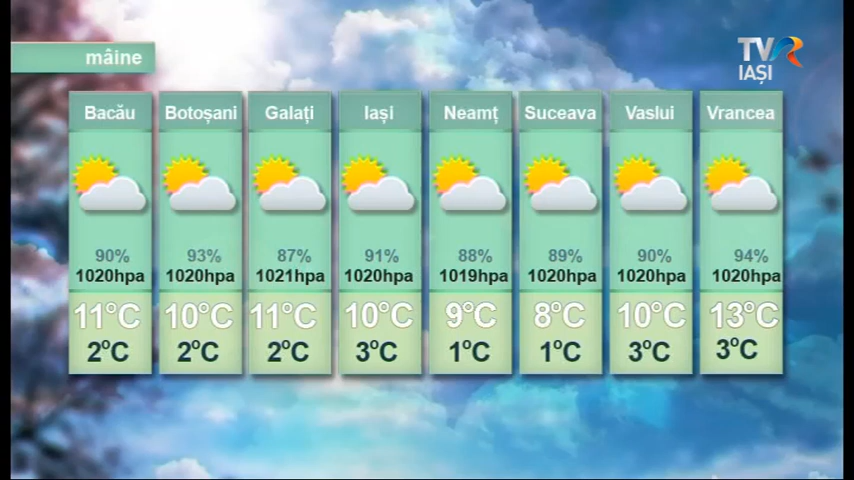 mâine
TVR
IAȘI
Bacău Botoșani Galați Iași Neamț Suceava Vaslui Vrancea
90% 93% 87% 91% 88% 89% 90% 94%
1020hpa 1020hpa 1021hpa 1020hpa 1019hpa 1020hpa 1020hpa 1020hpa
11°C 10°C 11°C 10°C 9°C 8°C 10°C 13°C
2°C 2°C 2°C 3°C 1°C 1°C 3°C 3°C